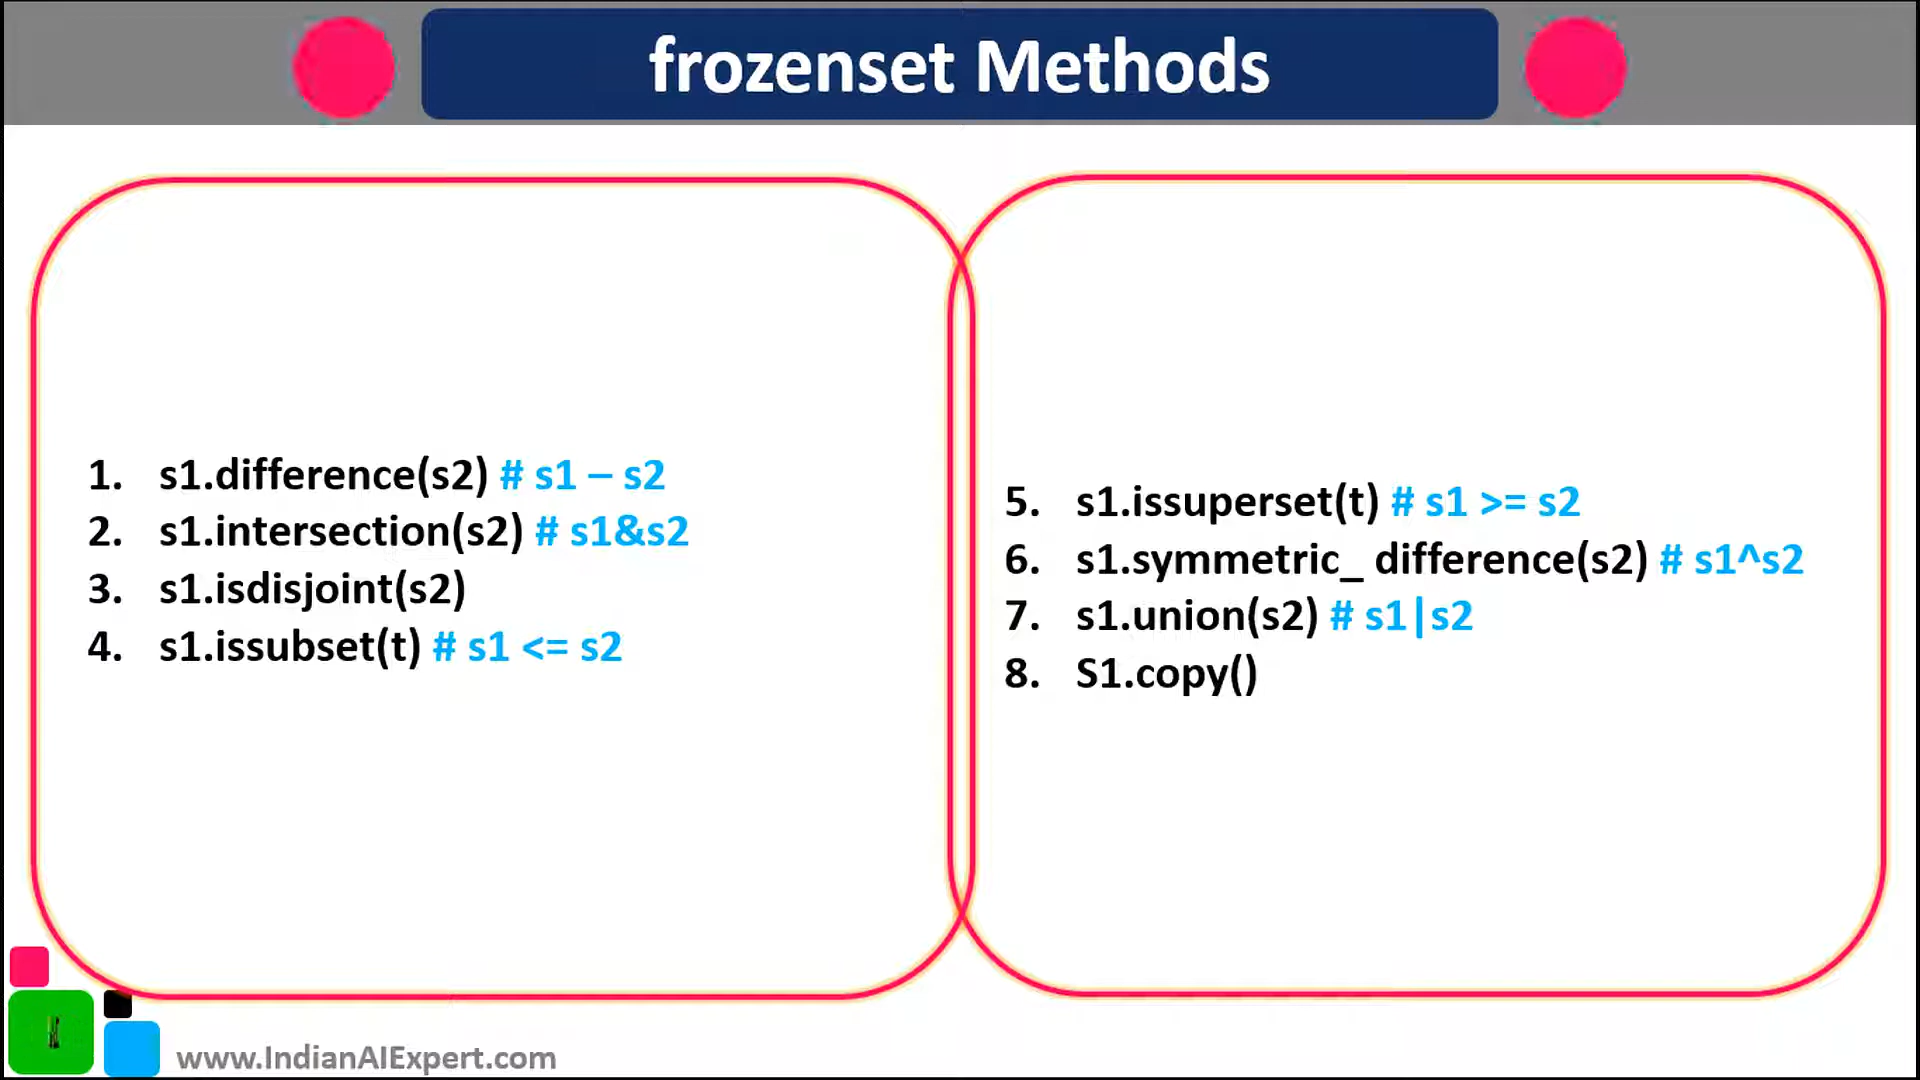 frozenset Methods
1. s1.difference(s2) # s1 – s2
2. s1.intersection(s2) # s1&s2
3. s1.isdisjoint(s2)
4. s1.issubset(t) # s1 <= s2
5. s1.issuperset(t) # s1 >= s2
6. s1.symmetric_ difference(s2) # s1^s2
7. s1.union(s2) # s1|s2
8. S1.copy()
www.IndianAIExpert.com